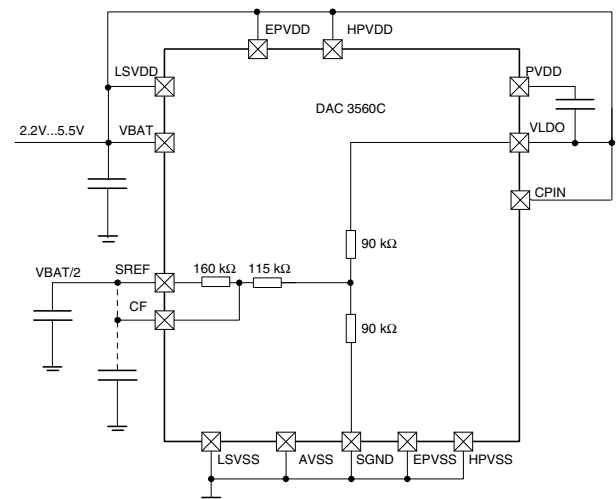 EPVDD
HPVDD
LSVDD
PVDD
DAC 3560C
2.2V...5.5V
VBAT
VLDO
CPIN
90 kΩ
VBAT/2
SREF
160 kΩ
115 kΩ
CF
90 kΩ
LSVSS
AVSS
SGND
EPVSS
HPVSS